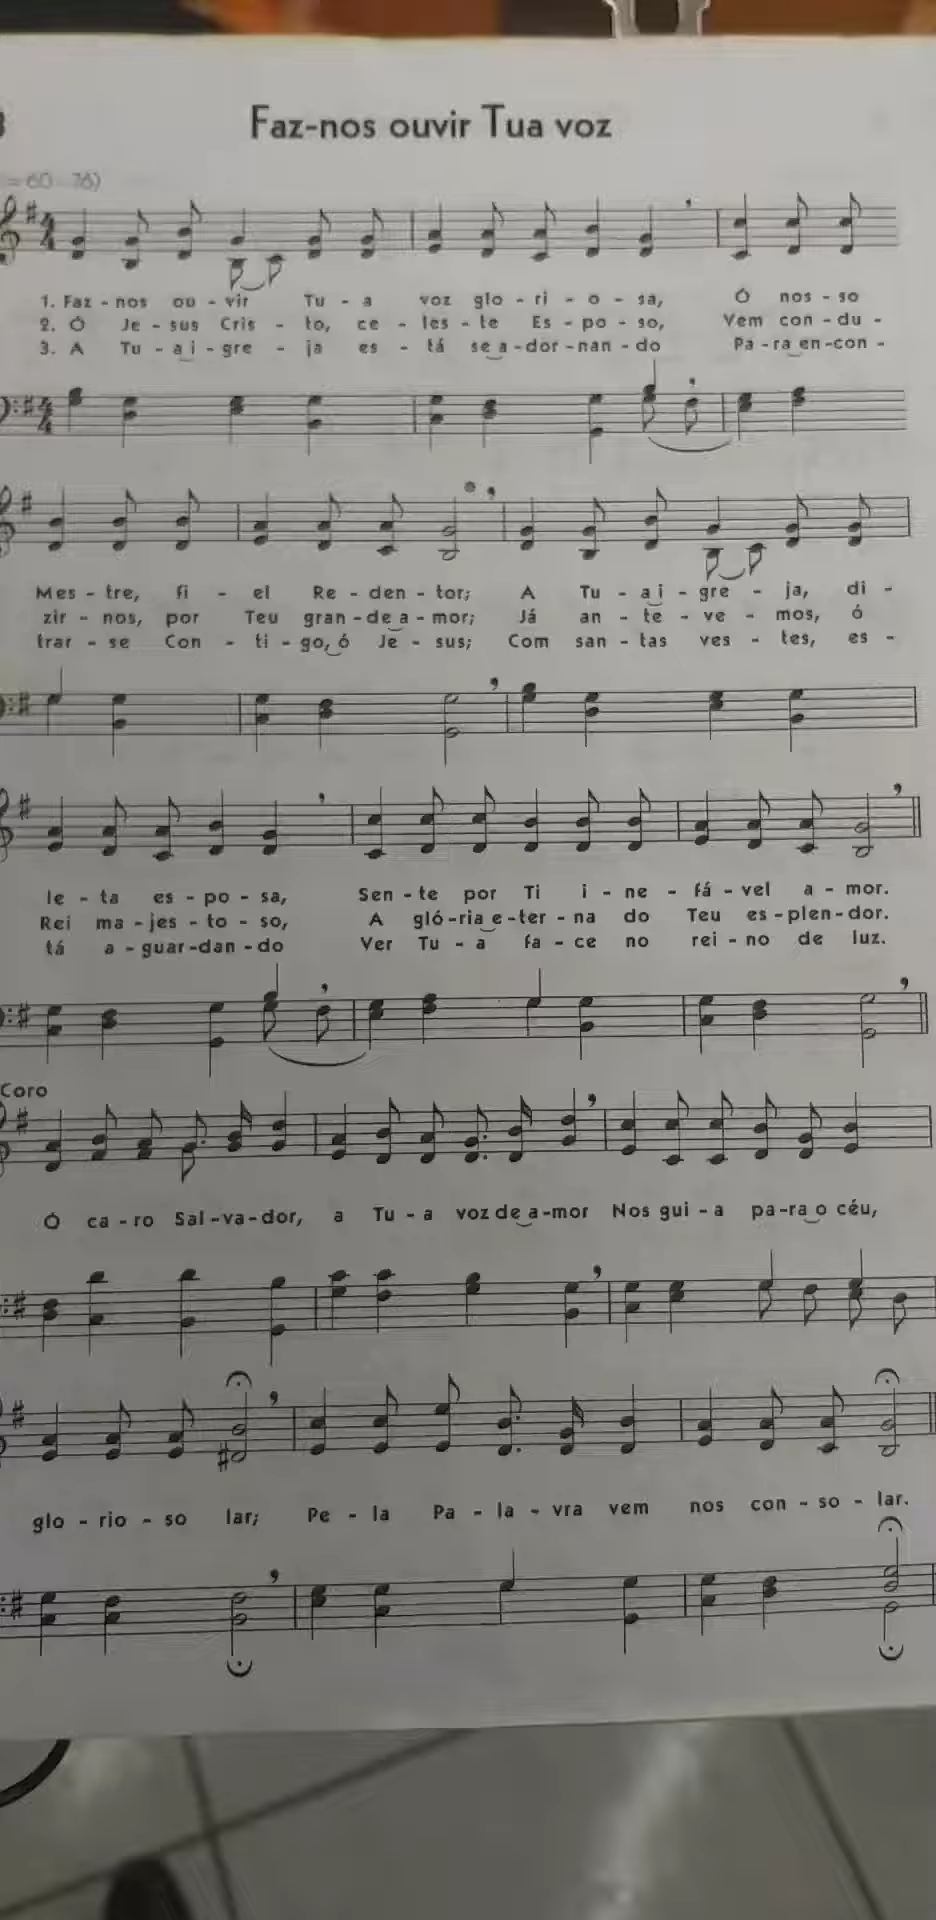 3
Faz-nos ouvir Tua voz
= 60 - 76)
1. Faz - nos ou - vir Tu - a voz glo - ri - o - sa, Ó nos - so
2. Ó Je - sus Cris - to, ce - les - te Es - po - so, Vem con - du -
3. A Tu - a i - gre - ja es - tá se a - dor - nan - do Pa - ra en - con -
Mes - tre, fi - el Re - den - tor; A Tu - a i - gre - ja, di -
zir - nos, por Teu gran - de a - mor; Já an - te - ve - mos, ó
trar - se Con - ti - go, ó Je - sus; Com san - tas ves - tes, es -
le - ta es - po - sa, Sen - te por Ti i - ne - fá - vel a - mor.
Rei ma - jes - to - so, A gló - ria e - ter - na do Teu es - plen - dor.
tá a - guar - dan - do Ver Tu - a fa - ce no rei - no de luz.
Coro
Ó ca - ro Sal - va - dor, a Tu - a voz de a - mor Nos gui - a pa - ra o céu,
glo - rio - so lar; Pe - la Pa - la - vra vem nos con - so - lar.